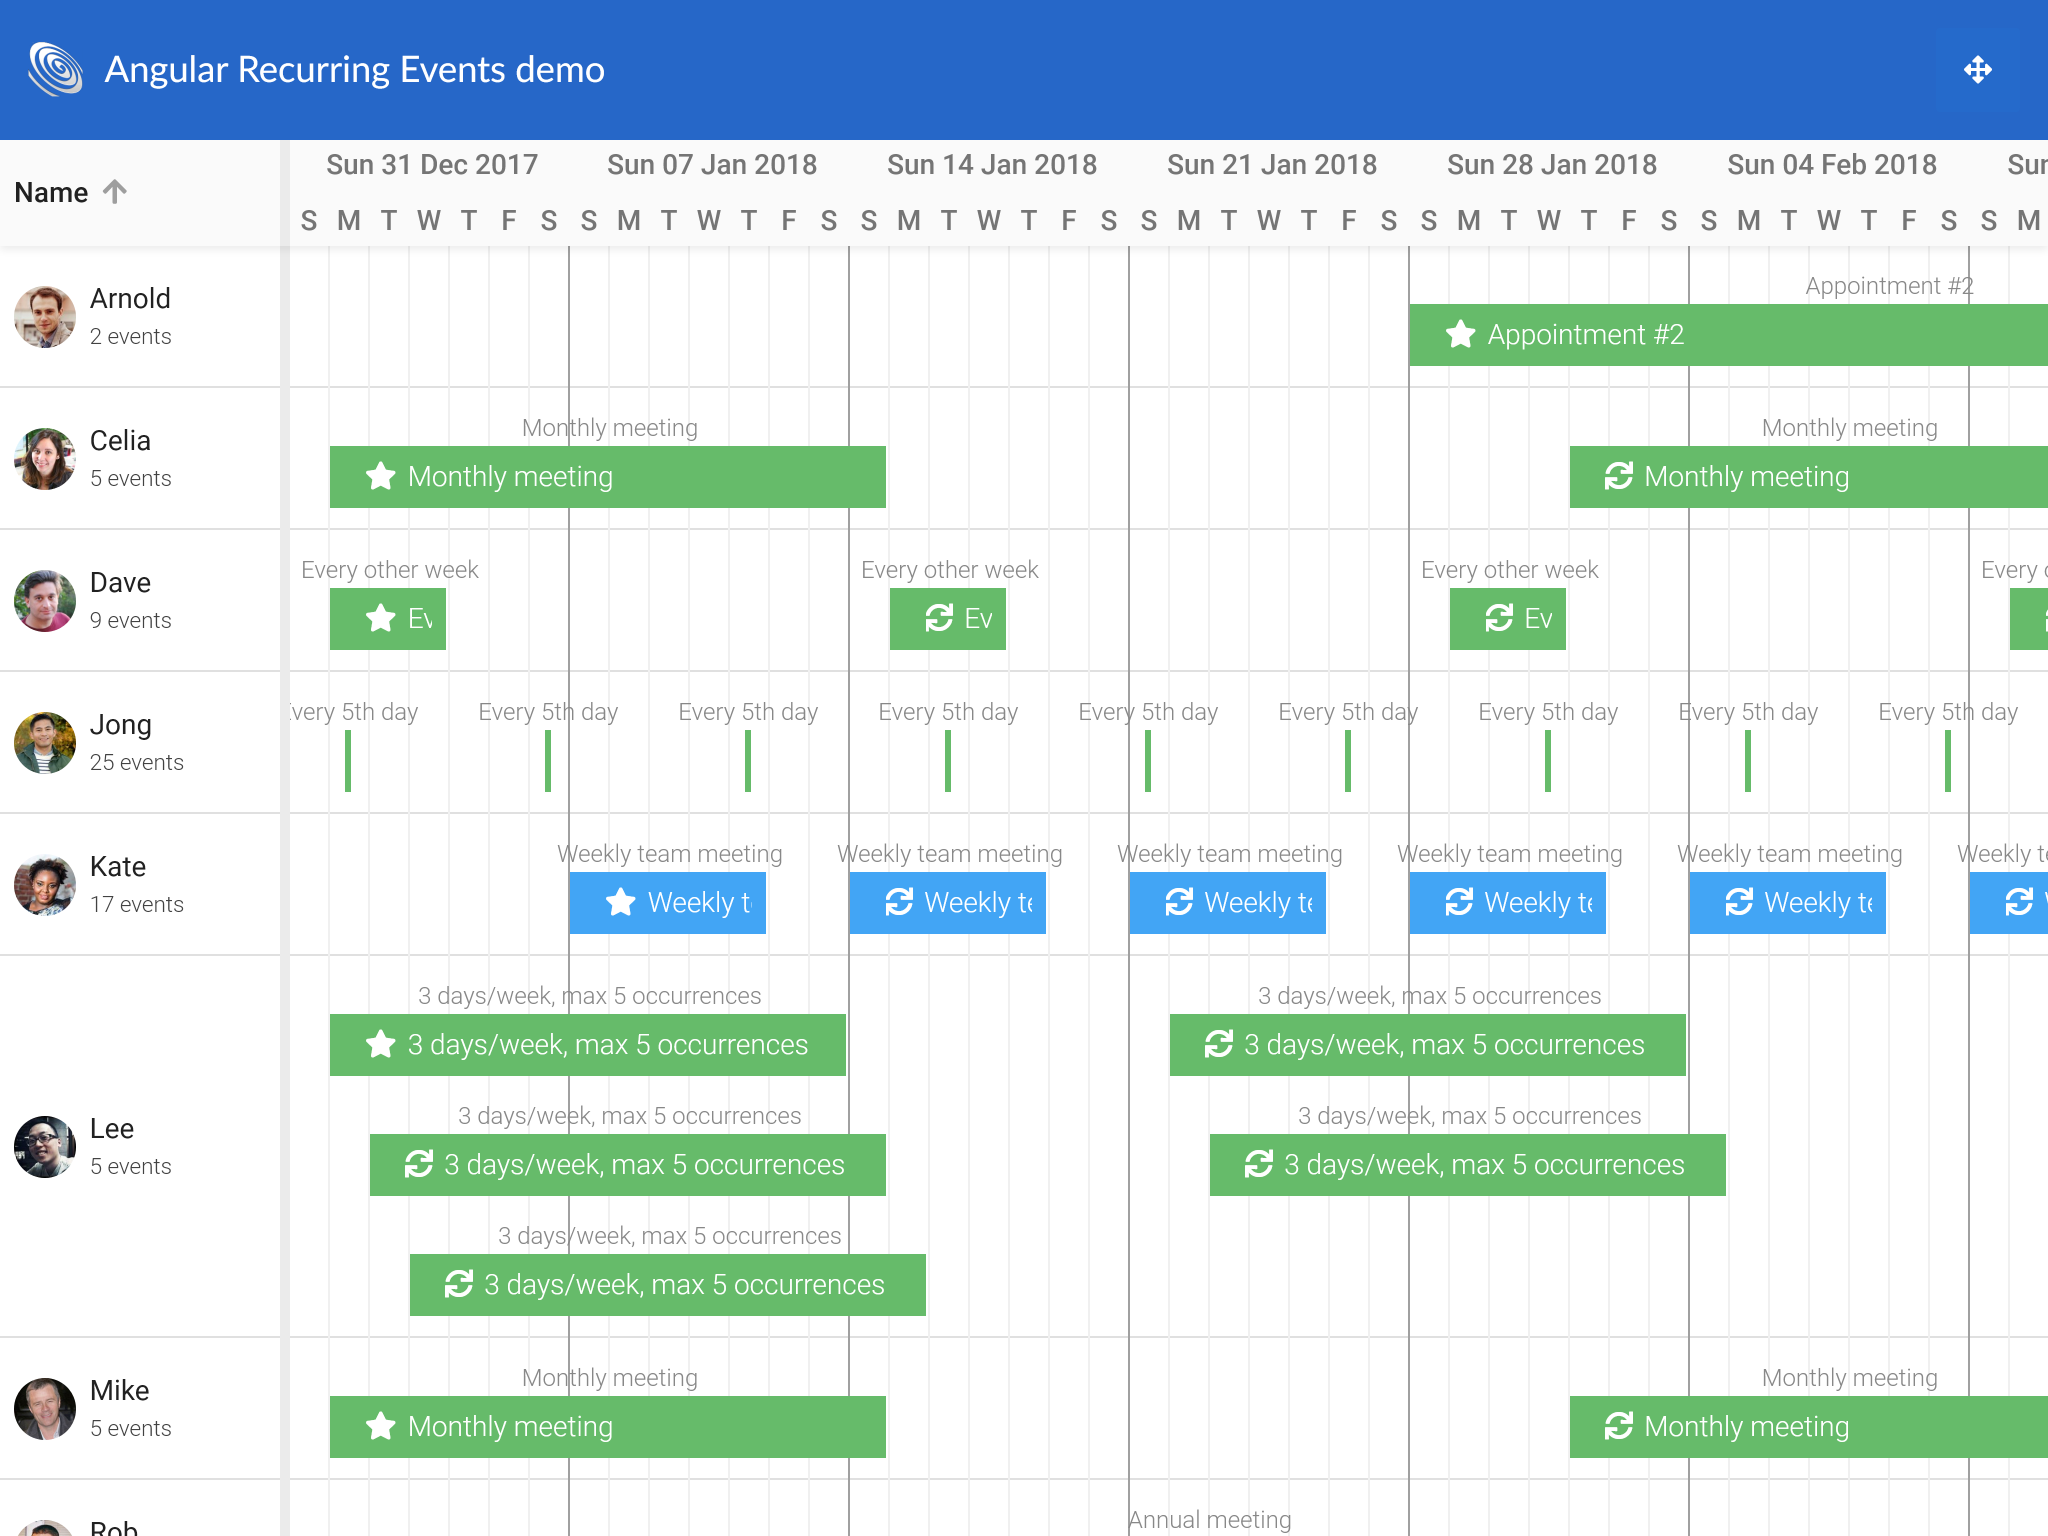 Angular Recurring Events demo
Name
Sun 31 Dec 2017 Sun 07 Jan 2018 Sun 14 Jan 2018 Sun 21 Jan 2018 Sun 28 Jan 2018 Sun 04 Feb 2018 Sun
S M T W T F S S M T W T F S S M T W T F S S M T W T F S S M T W T F S S M T W T F S S M
Arnold
2 events
Appointment #2
Appointment #2
Celia
5 events
Monthly meeting Monthly meeting
Monthly meeting Monthly meeting
Dave
9 events
Every other week Every other week Every other week Every
Ev Ev Ev
Jong
25 events
Every 5th day Every 5th day Every 5th day Every 5th day Every 5th day Every 5th day Every 5th day Every 5th day Every 5th day
Kate
17 events
Weekly team meeting Weekly team meeting Weekly team meeting Weekly team meeting Weekly team meeting Weekly
Weekly te Weekly te Weekly te Weekly te Weekly te
Lee
5 events
3 days/week, max 5 occurrences 3 days/week, max 5 occurrences
3 days/week, max 5 occurrences 3 days/week, max 5 occurrences
3 days/week, max 5 occurrences 3 days/week, max 5 occurrences
3 days/week, max 5 occurrences 3 days/week, max 5 occurrences
3 days/week, max 5 occurrences
3 days/week, max 5 occurrences
Mike
5 events
Monthly meeting Monthly meeting
Monthly meeting Monthly meeting
Rob
Annual meeting